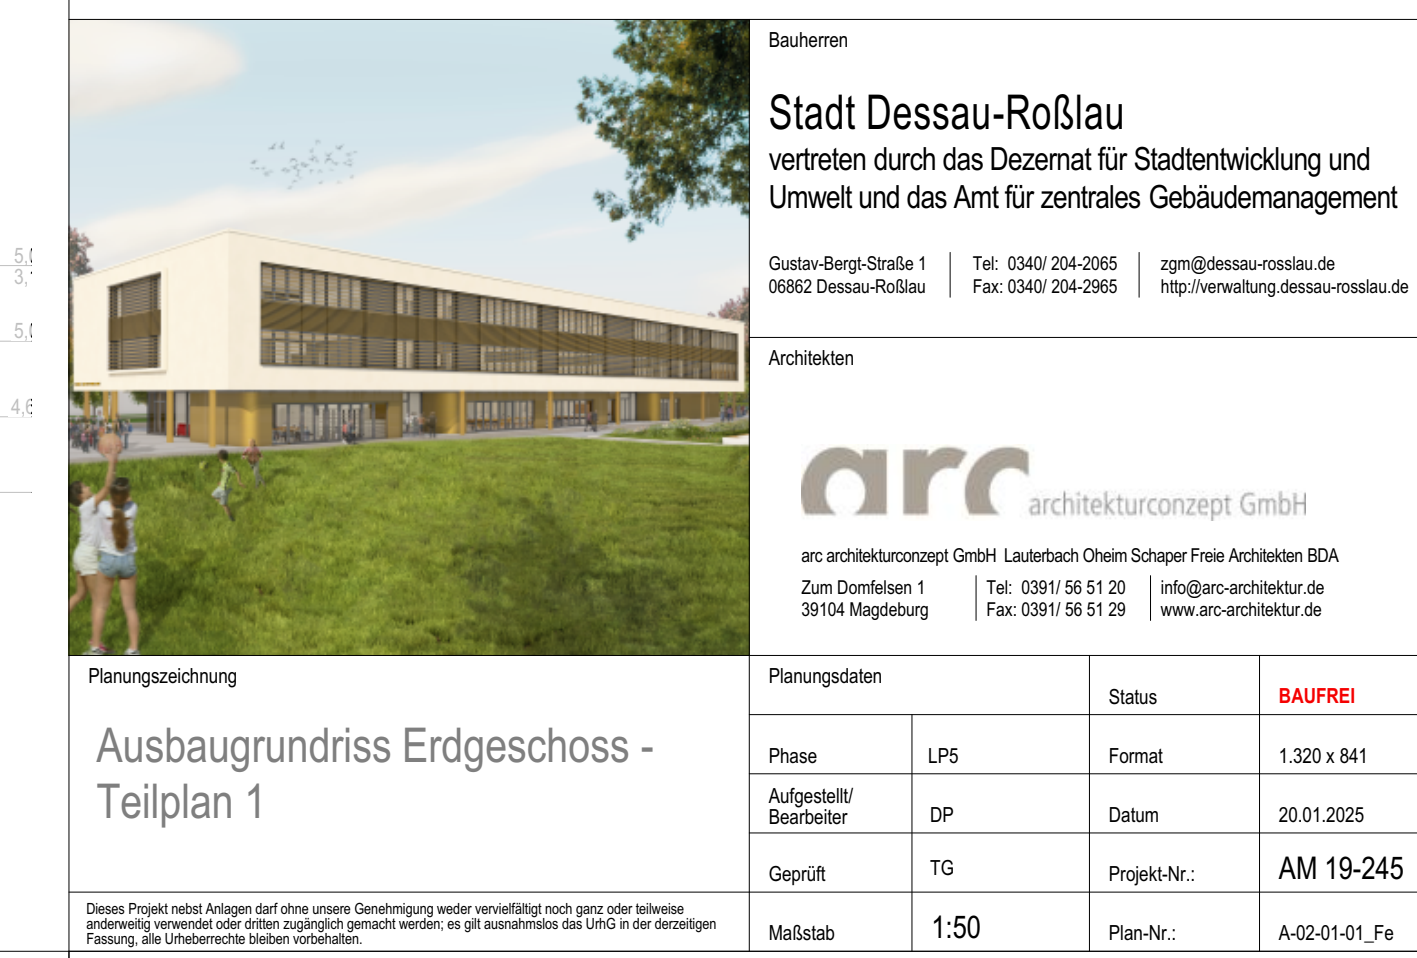 Bauherren
Stadt Dessau-Roßlau
vertreten durch das Dezernat für Stadtentwicklung und
Umwelt und das Amt für zentrales Gebäudemanagement
Gustav-Bergt-Straße 1
06862 Dessau-Roßlau
Tel: 0340/ 204-2065
Fax: 0340/ 204-2965
zgm@dessau-rosslau.de
http://verwaltung.dessau-rosslau.de
Architekten
arc architekturconzept GmbH
arc architekturconzept GmbH Lauterbach Oheim Schaper Freie Architekten BDA
Zum Domfelsen 1
39104 Magdeburg
Tel: 0391/ 56 51 20
Fax: 0391/ 56 51 29
info@arc-architektur.de
www.arc-architektur.de
Planungszeichnung
Ausbaugrundriss Erdgeschoss -
Teilplan 1
Dieses Projekt nebst Anlagen darf ohne unsere Genehmigung weder vervielfältigt noch ganz oder teilweise
anderweitig verwendet oder dritten zugänglich gemacht werden; es gilt ausnahmslos das UrhG in der derzeitigen
Fassung, alle Urheberrechte bleiben vorbehalten.
Planungsdaten
Status
BAUFREI
Phase
LP5
Format
1.320 x 841
Aufgestellt/
Bearbeiter
DP
Datum
20.01.2025
Geprüft
TG
Projekt-Nr.:
AM 19-245
Maßstab
1:50
Plan-Nr.:
A-02-01-01_Fe